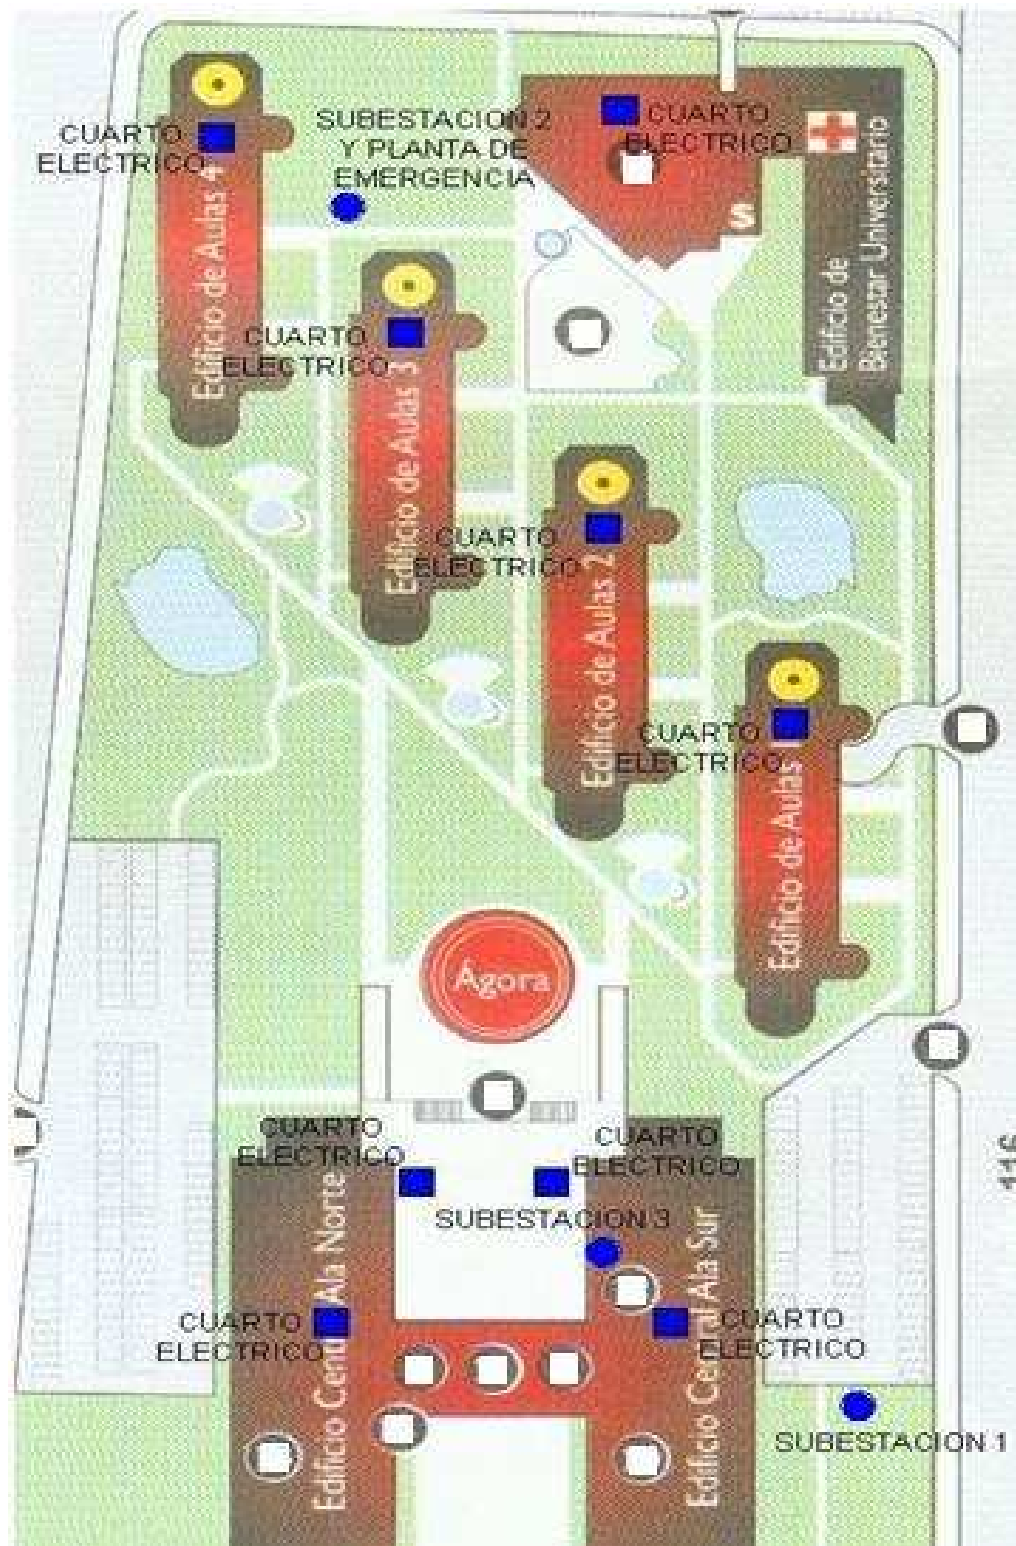 CUARTO
ELECTRICO
SUBESTACION 2
Y PLANTA DE
EMERGENCIA
CUARTO
ELECTRICO
Edificio de Aulas 4
S
Edificio de
Bienestar Universitario
CUARTO
ELECTRICO
Edificio de Aulas 3
CUARTO
ELECTRICO
Edificio de Aulas 2
CUARTO
ELECTRICO
Edificio de Aulas
Ágora
CUARTO
ELECTRICO
CUARTO
ELECTRICO
116
SUBESTACION 3
Edificio Central Ala Norte
Edificio Central Ala Sur
CUARTO
ELECTRICO
CUARTO
ELECTRICO
SUBESTACION 1